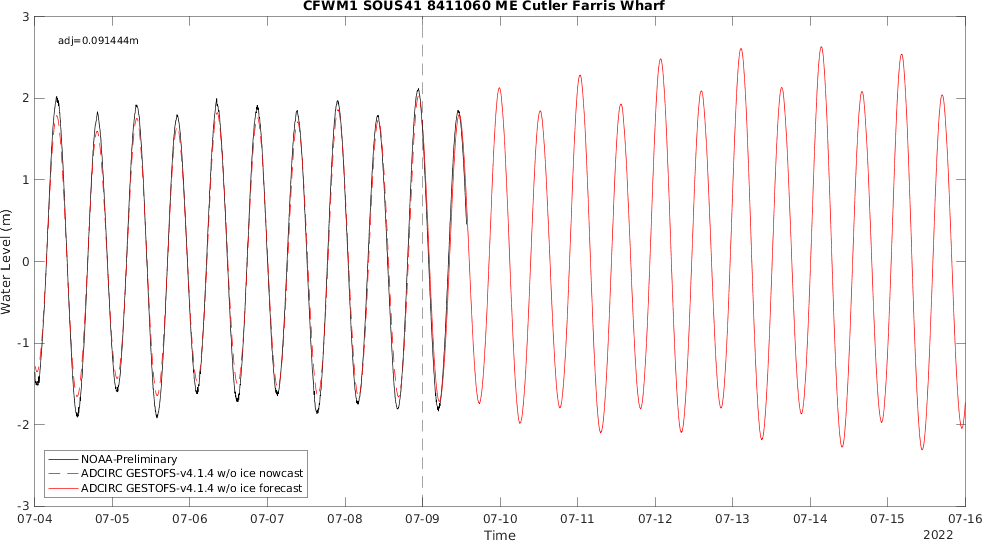 CFWM1 SOUS41 8411060 ME Cutler Farris Wharf
adj=0.091444m
3
2
1
0
-1
-2
-3
Water Level (m)
NOAA-Preliminary
ADCIRC GESTOFS-v4.1.4 w/o ice nowcast
ADCIRC GESTOFS-v4.1.4 w/o ice forecast
07-04 07-05 07-06 07-07 07-08 07-09 07-10 07-11 07-12 07-13 07-14 07-15 07-16
Time
2022